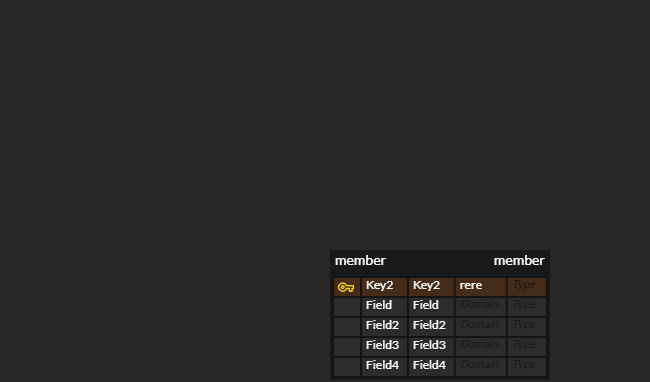 member member
Key2 Key2 rere Type
Field Field Domain Type
Field2 Field2 Domain Type
Field3 Field3 Domain Type
Field4 Field4 Domain Type